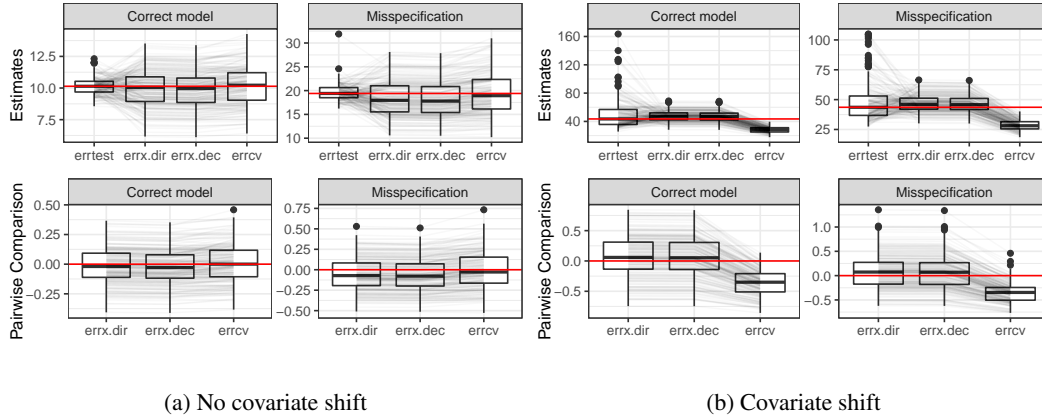 Correct model
Misspecification
Correct model
Misspecification
Estimates
12.5
10.0
7.5
30
25
20
15
10
Estimates
160
120
80
40
100
75
50
25
errtest errx.dir errx.dec errcv
errtest errx.dir errx.dec errcv
errtest errx.dir errx.dec errcv
errtest errx.dir errx.dec errcv
Correct model
Misspecification
Correct model
Misspecification
Pairwise Comparison
0.50
0.25
0.00
−0.25
0.75
0.50
0.25
0.00
−0.25
−0.50
Pairwise Comparison
0.5
0.0
−0.5
1.0
0.5
0.0
−0.5
errx.dir errx.dec errcv
errx.dir errx.dec errcv
errx.dir errx.dec errcv
errx.dir errx.dec errcv
(a) No covariate shift
(b) Covariate shift